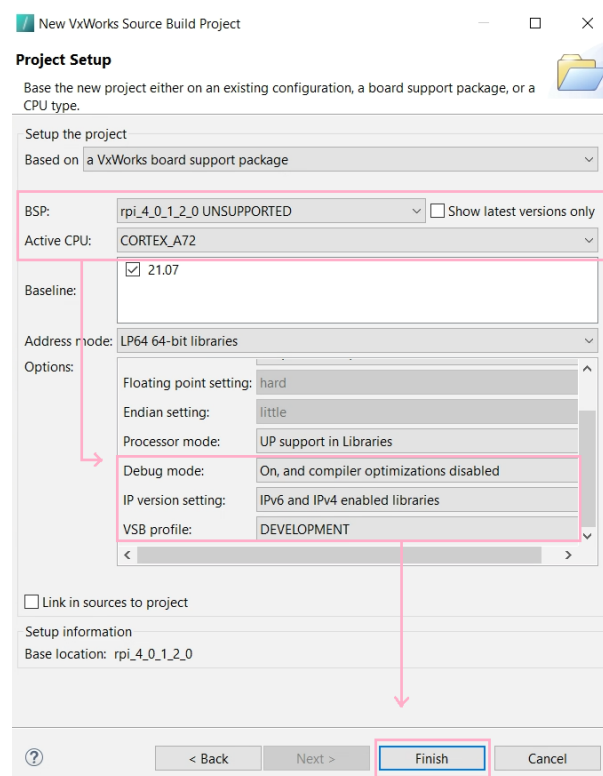 New VxWorks Source Build Project
Project Setup
Base the new project either on an existing configuration, a board support package, or a
CPU type.
Setup the project
Based on a VxWorks board support package
BSP: rpi_4_0_1_2_0 UNSUPPORTED Show latest versions only
Active CPU: CORTEX_A72
Baseline: 21.07
Address mode: LP64 64-bit libraries
Options:
Floating point setting: hard
Endian setting: little
Processor mode: UP support in Libraries
Debug mode: On, and compiler optimizations disabled
IP version setting: IPv6 and IPv4 enabled libraries
VSB profile: DEVELOPMENT
Link in sources to project
Setup information
Base location: rpi_4_0_1_2_0
? < Back Next > Finish Cancel